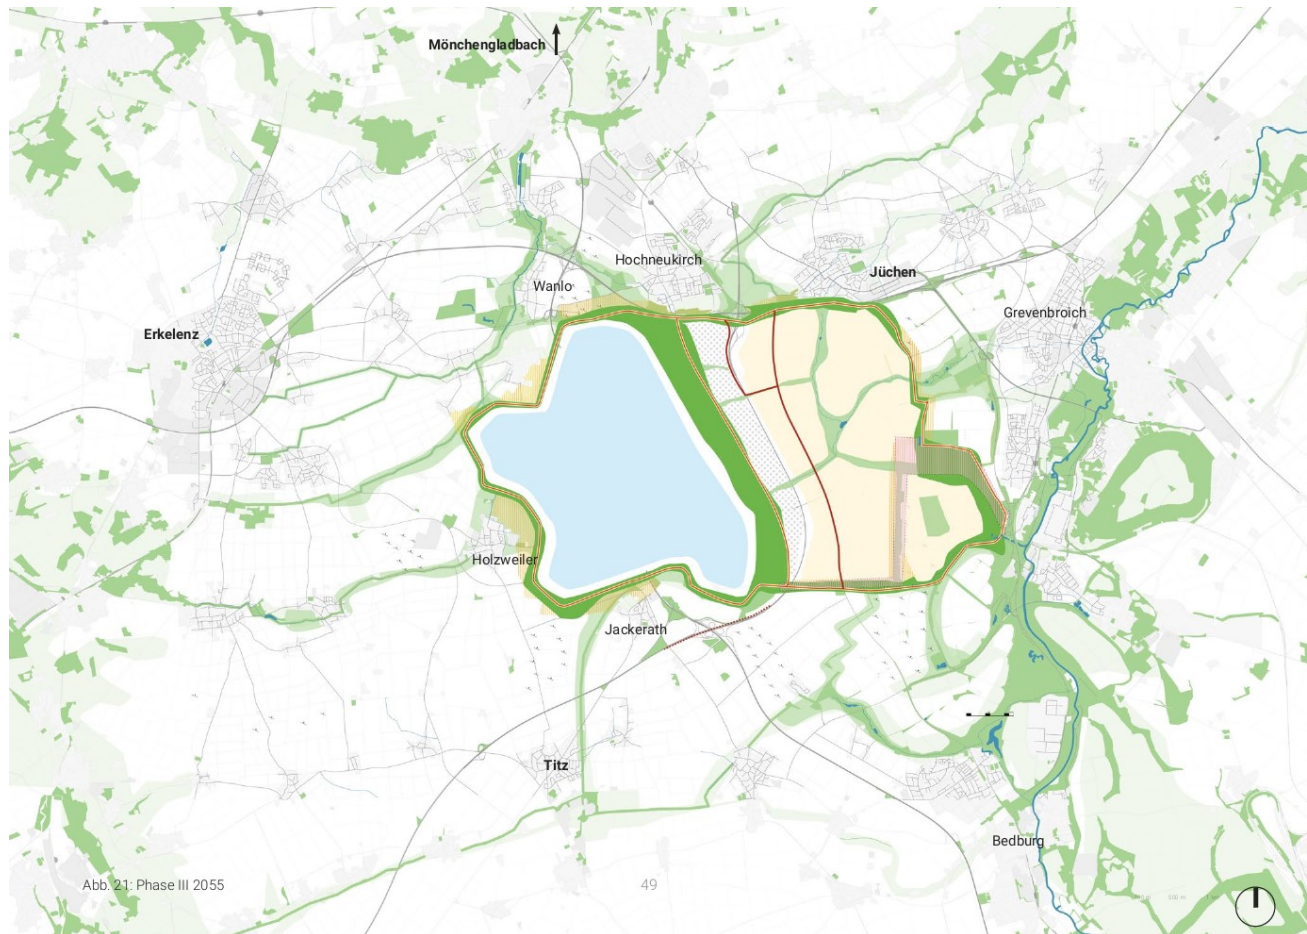 Mönchengladbach
Hochneukirch
Jüchen
Wanlo
Grevenbroich
Erkelenz
Holzweiler
Jackerath
Titz
Bedburg
Abb. 21: Phase III 2055
49